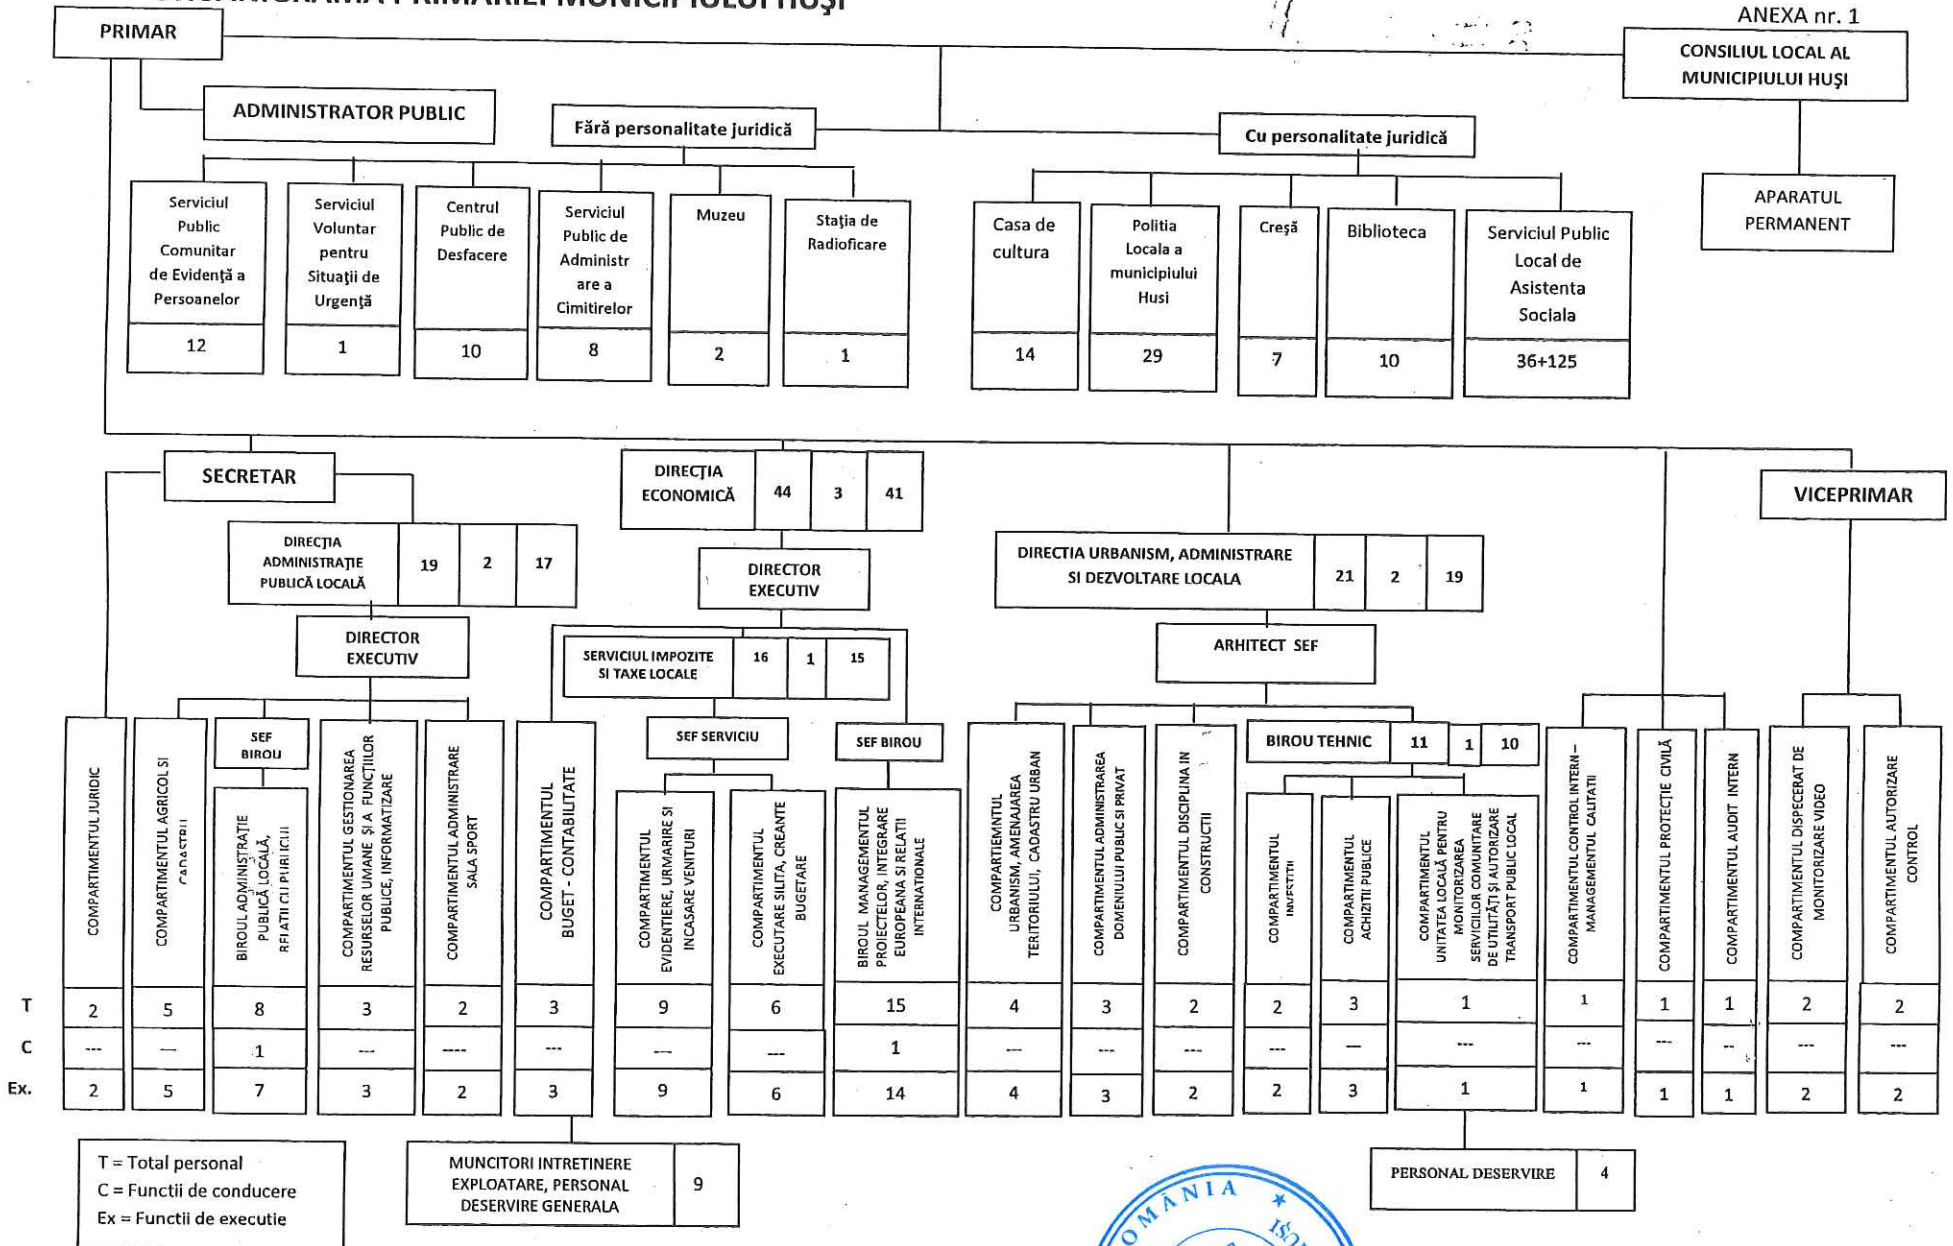 PRIMARIEI MUNICIPIULUI HUŞI
ANEXA nr. 1
PRIMAR
CONSILIUL LOCAL AL
MUNICIPIULUI HUŞI
ADMINISTRATOR PUBLIC
Fără personalitate juridică
Cu personalitate juridică
APARATUL
PERMANENT
Serviciul
Public
Comunitar
de Evidenţă a
Persoanelor
12
Serviciul
Voluntar
pentru
Situaţii de
Urgenţă
1
Centrul
Public de
Desfacere
10
Serviciul
Public de
Administr
are a
Cimitirelor
8
Muzeu
2
Staţia de
Radioficare
1
Casa de
cultura
14
Politia
Locala a
municipiului
Husi
29
Creşă
7
Biblioteca
10
Serviciul Public
Local de
Asistenta
Sociala
36+125
SECRETAR
DIRECŢIA
ECONOMICĂ
44 3 41
VICEPRIMAR
DIRECŢIA
ADMINISTRAŢIE
PUBLICĂ LOCALĂ
19 2 17
DIRECTOR
EXECUTIV
DIRECTIA URBANISM, ADMINISTRARE
SI DEZVOLTARE LOCALA
21 2 19
DIRECTOR
EXECUTIV
SERVICIUL IMPOZITE
SI TAXE LOCALE
16 1 15
ARHITECT SEF
SEF
BIROU
SEF SERVICIU
SEF BIROU
BIROU TEHNIC
11 1 10
COMPARTIMENTUL JURIDIC
COMPARTIMENTUL AGRICOL SI
BIROUL ADMINISTRAŢIE
PUBLICĂ LOCALĂ,
RELATII CU PUBLICUL
COMPARTIMENTUL GESTIONAREA
RESURSELOR UMANE ŞI A FUNCŢIILOR
PUBLICE, INFORMATIZARE
COMPARTIMENTUL ADMINISTRARE
SALA SPORT
COMPARTIMENTUL
BUGET - CONTABILITATE
COMPARTIMENTUL
EVIDENTIERE, URMARIRE SI
INCASARE VENITURI
COMPARTIMENTUL
EXECUTARE SILITA, CREANTE
BUGETARE
BIROUL MANAGEMENTUL
PROIECTELOR, INTEGRARE
EUROPEANA SI RELATII
INTERNATIONALE
COMPARTIEMNTUL
URBANISM, AMENAJAREA
TERITORIULUI, CADASTRU URBAN
COMPARTIMENTUL ADMINISTRAREA
DOMENIULUI PUBLIC SI PRIVAT
COMPARTIMENTUL DISCIPLINA IN
CONSTRUCTII
COMPARTIMENTUL
COMPARTIMENTUL
ACHIZITII PUBLICE
COMPARTIMENTUL
UNITATEA LOCALĂ PENTRU
MONITORIZAREA
SERVICIILOR COMUNITARE
DE UTILITĂŢI ŞI AUTORIZARE
TRANSPORT PUBLIC LOCAL
COMPARTIMENTUL CONTROL INTERN –
MANAGEMENTUL CALITATII
COMPARTIMENTUL PROTECŢIE CIVILĂ
COMPARTIMENTUL AUDIT INTERN
COMPARTIMENTUL DISPECERAT DE
MONITORIZARE VIDEO
COMPARTIMENTUL AUTORIZARE
CONTROL
T 2 5 8 3 2 3 9 6 15 4 3 2 2 3 1 1 1 1 2 2
C --- --- 1 --- ---- --- --- --- 1 --- --- --- --- --- --- --- --- -- --- ---
Ex. 2 5 7 3 2 3 9 6 14 4 3 2 2 3 1 1 1 1 2 2
T = Total personal
C = Functii de conducere
Ex = Functii de executie
MUNCITORI INTRETINERE
EXPLOATARE, PERSONAL
DESERVIRE GENERALA
9
PERSONAL DESERVIRE
4